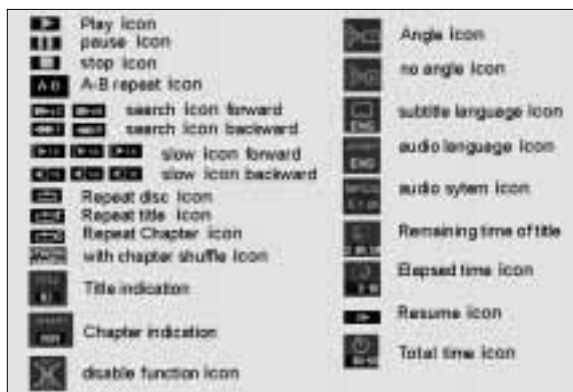 Play icon
pause icon
stop icon
A-B A-B repeat icon
search icon forward
search icon backward
slow icon forward
slow icon backward
Repeat disc icon
Repeat title icon
Repeat Chapter icon
with chapter shuffle icon
Title indication
Chapter indication
disable function icon
Angle icon
no angle icon
ENG subtitle language icon
ENG audio language icon
audio sytem icon
Remaining time of title
Elapsed time icon
Resume icon
Total time icon